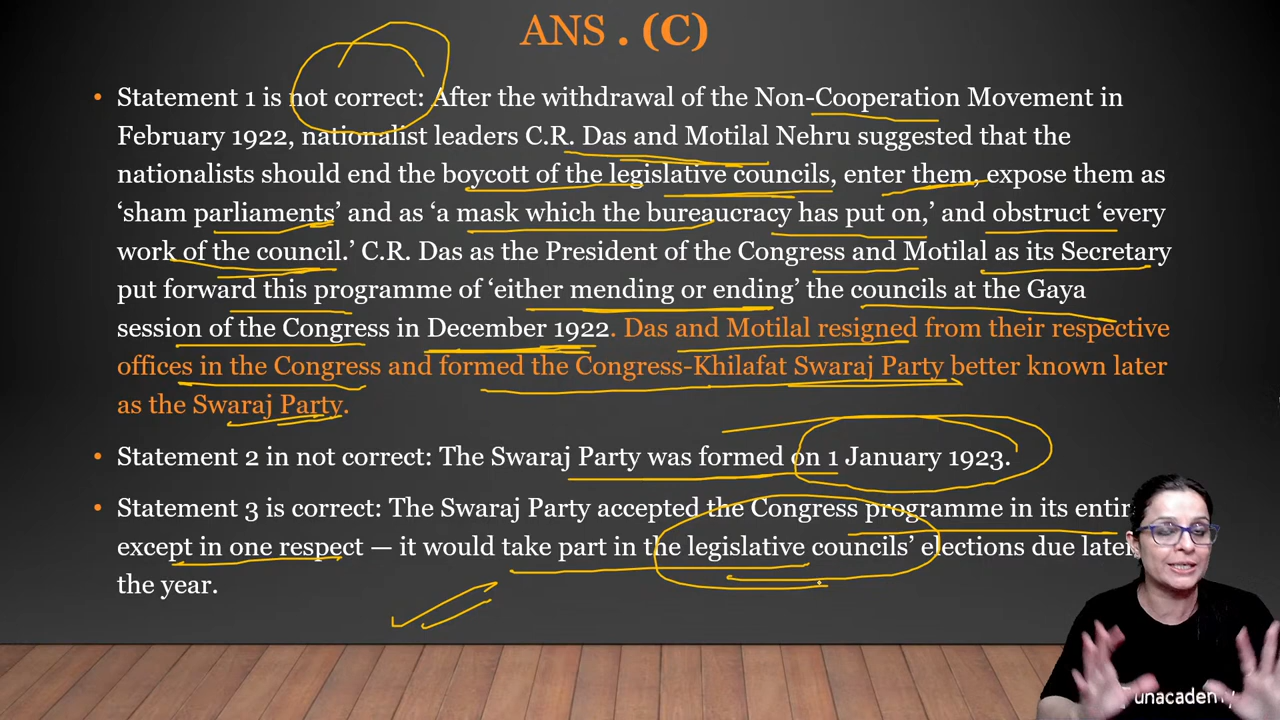 ANS . (C)
• Statement 1 is not correct: After the withdrawal of the Non-Cooperation Movement in
February 1922, nationalist leaders C.R. Das and Motilal Nehru suggested that the
nationalists should end the boycott of the legislative councils, enter them, expose them as
‘sham parliaments’ and as ‘a mask which the bureaucracy has put on,’ and obstruct ‘every
work of the council.’ C.R. Das as the President of the Congress and Motilal as its Secretary
put forward this programme of ‘either mending or ending’ the councils at the Gaya
session of the Congress in December 1922. Das and Motilal resigned from their respective
offices in the Congress and formed the Congress-Khilafat Swaraj Party better known later
as the Swaraj Party.
• Statement 2 in not correct: The Swaraj Party was formed on 1 January 1923.
• Statement 3 is correct: The Swaraj Party accepted the Congress programme in its
except in one respect — it would take part in the legislative councils’ elections due later
the year.
unacademy